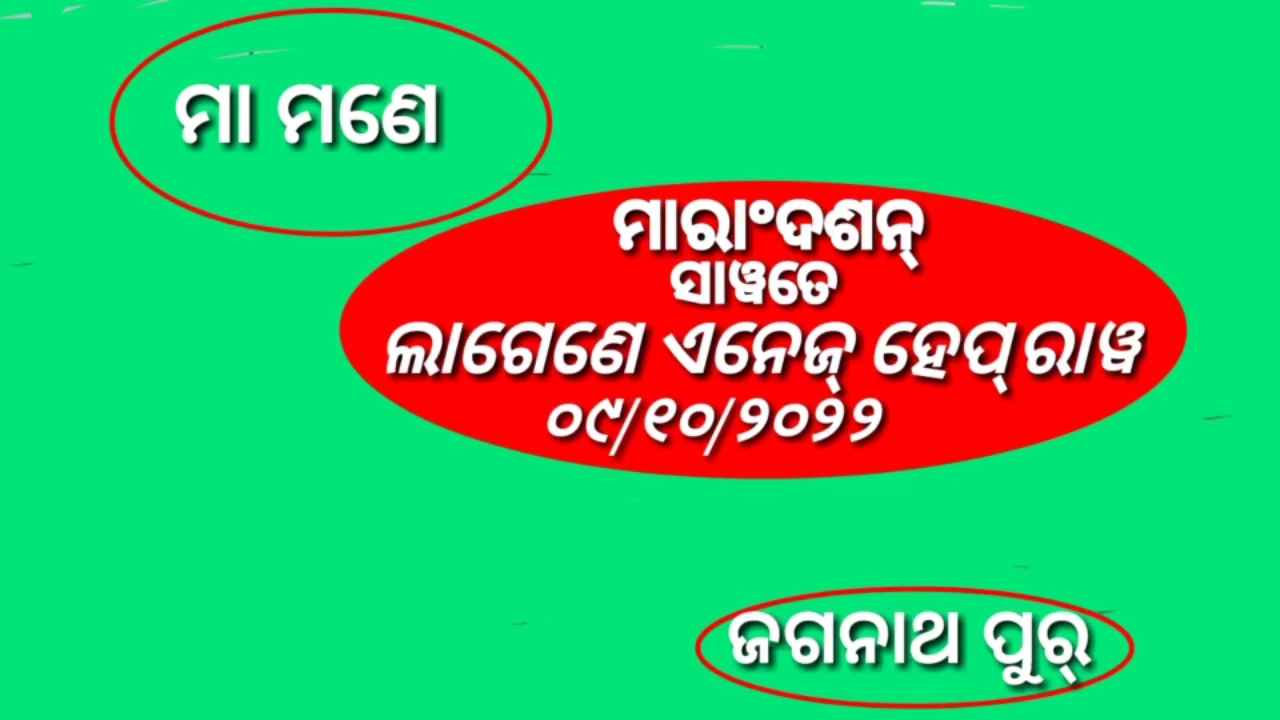 ମା ମଣେ
ମାରାଂଦଶନ୍
ସାୱତେ
ଲାଗେଣେ ଏନେଜ୍ ହେପ୍ ରାୱ
୦୯/୧୦/୨୦୨୨
ଜଗନାଥ ପୁର୍